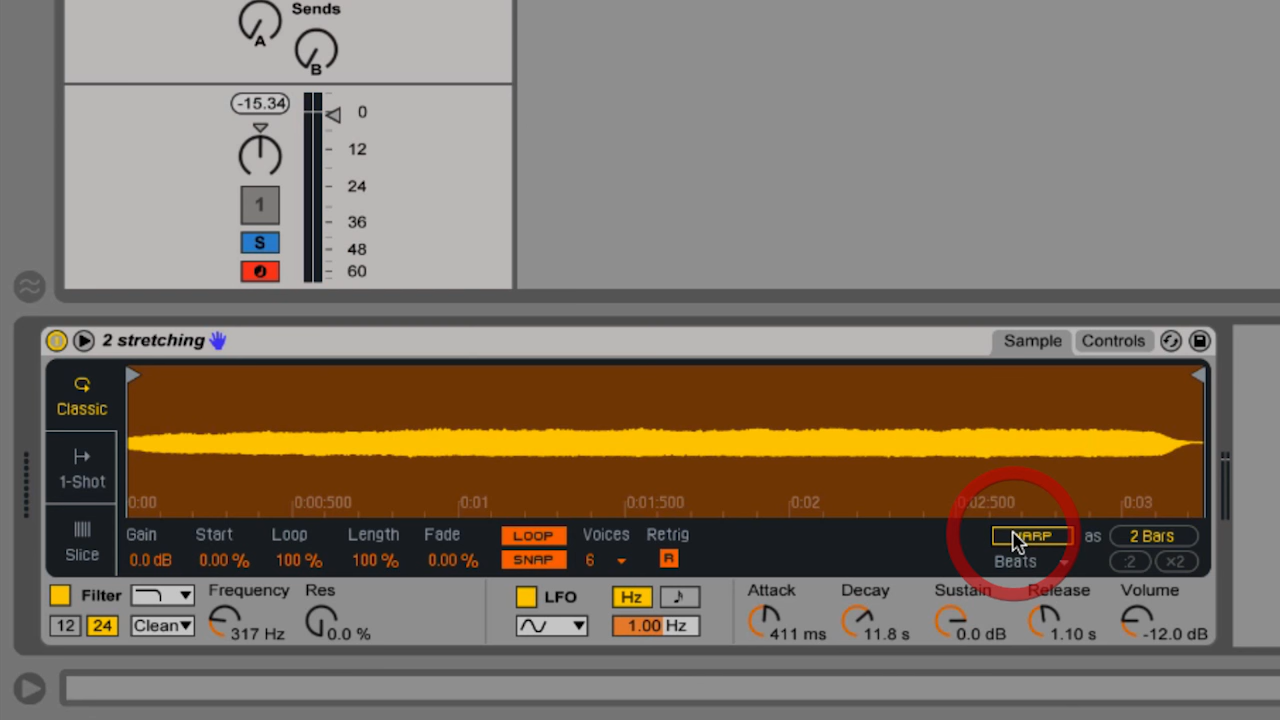 Sends
A
B
-15.34
0
12
24
1
36
S
48
60
2 stretching
Sample Controls
Classic
1-Shot
Slice
0:00 0:00:500 0:01 0:01:500 0:02 0:02:500 0:03
Gain Start Loop Length Fade LOOP Voices Retrig WARP as 2 Bars
0.0 dB 0.00 % 100 % 100 % 0.00 % SNAP 6 R Beats :2 ×2
Filter Frequency Res LFO Hz Attack Decay Sustain Release Volume
12 24 Clean 317 Hz 0.0 % 1.00 Hz 411 ms 11.8 s 0.0 dB 1.10 s -12.0 dB